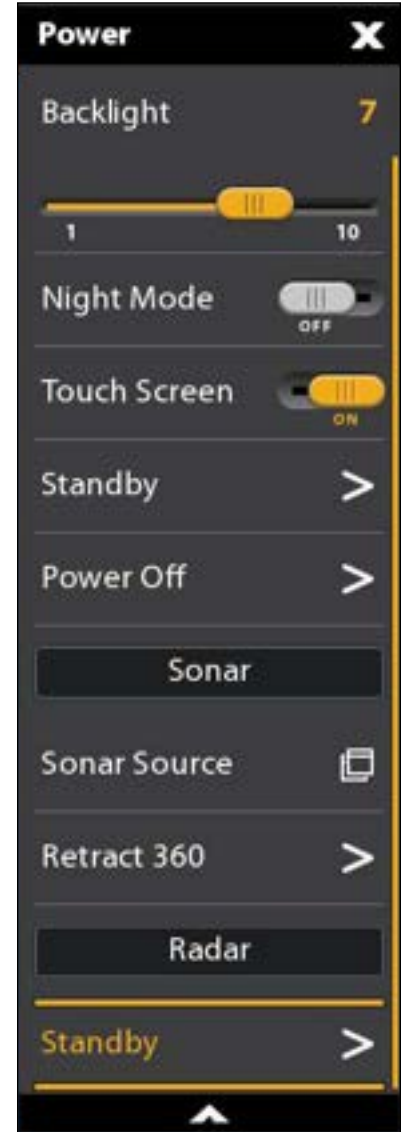 Power X
Backlight 7
1 10
Night Mode
OFF
Touch Screen
ON
Standby >
Power Off >
Sonar
Sonar Source
Retract 360 >
Radar
Standby >